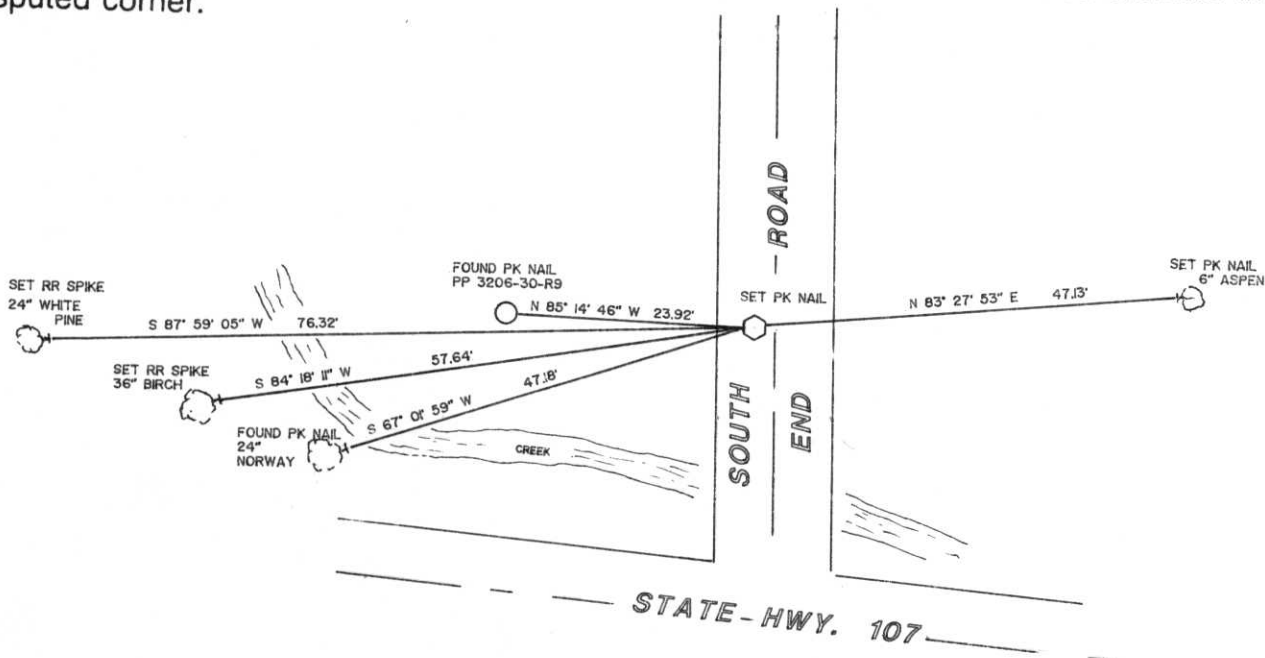 sputed corner.
ROAD
SET RR SPIKE
24" WHITE
PINE
S 87° 59' 05" W 76.32'
FOUND PK NAIL
PP 3206-30-R9
N 85° 14' 46" W 23.92'
SET PK NAIL
N 83° 27' 53" E 47.13'
SET PK NAIL
6" ASPEN
SET RR SPIKE
36" BIRCH
S 84° 18' 11" W 57.64'
FOUND PK NAIL
24"
NORWAY
S 67° 01' 59" W 47.18'
CREEK
SOUTH
END
STATE-HWY. 107